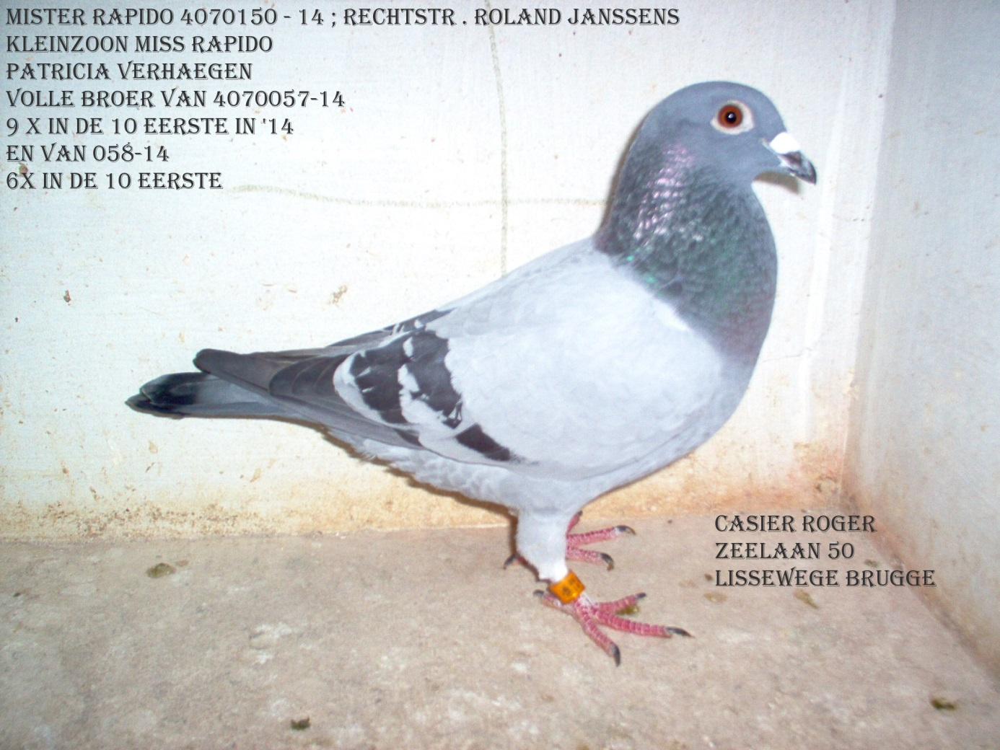 MISTER RAPIDO 4070150 - 14 ; RECHTSTR . ROLAND JANSSENS
KLEINZOON MISS RAPIDO
PATRICIA VERHAEGEN
VOLLE BROER VAN 4070057-14
9 X IN DE 10 EERSTE IN '14
EN VAN 058-14
6X IN DE 10 EERSTE
CASIER ROGER
ZEELAAN 50
LISSEWEGE BRUGGE